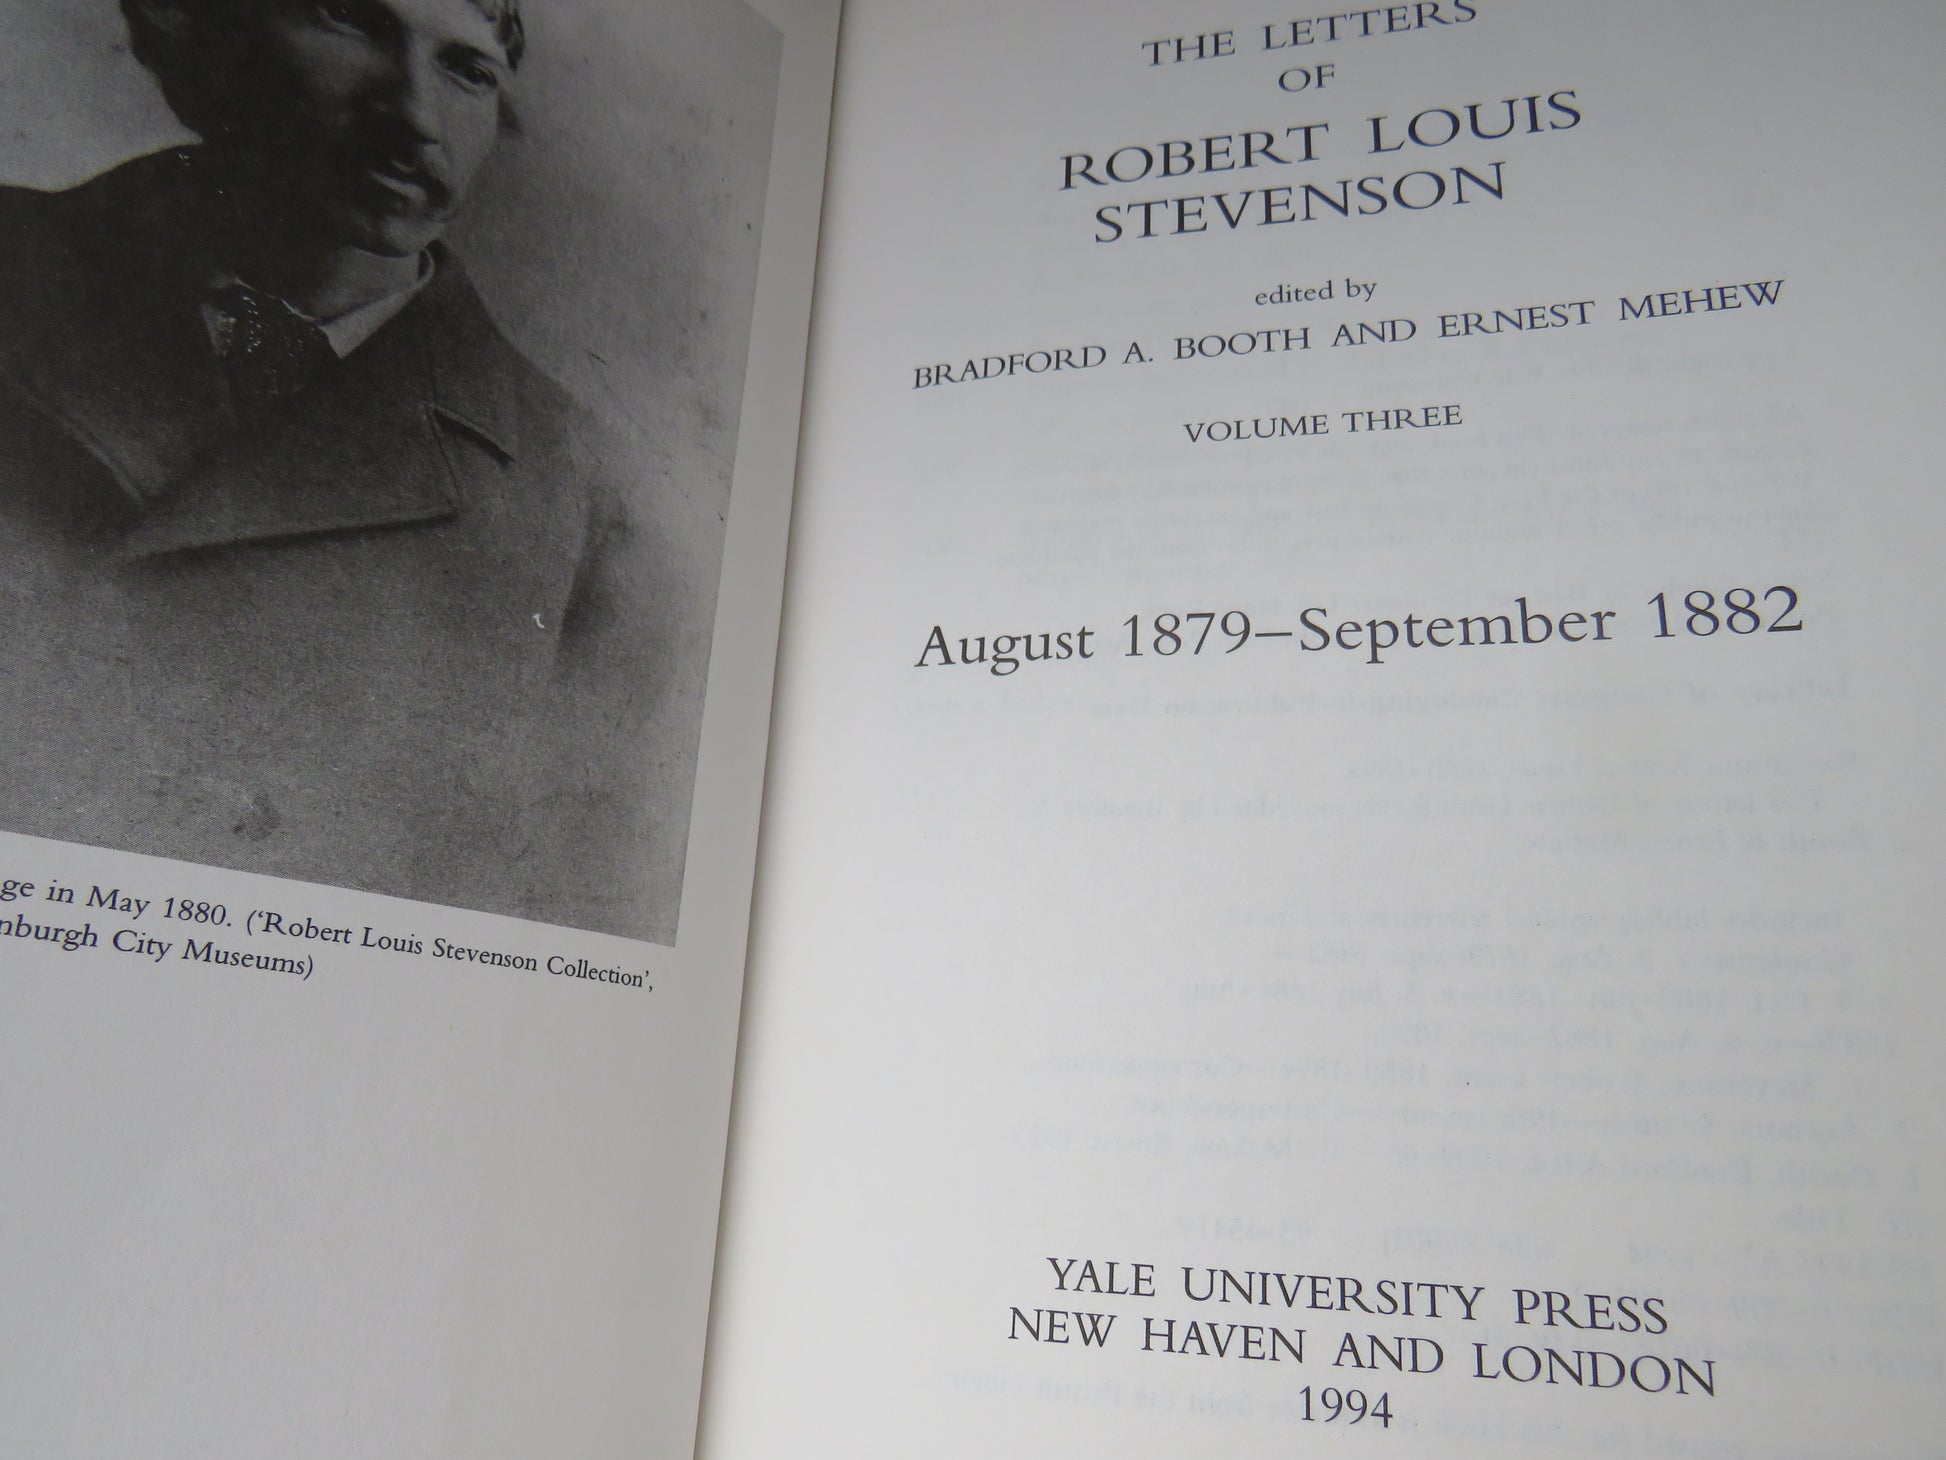 ge in May 1880. ('Robert Louis Stevenson Collection',
nburgh City Museums)
THE LETTERS
OF
ROBERT LOUIS
STEVENSON
edited by
BRADFORD A. BOOTH AND ERNEST MEHEW
VOLUME THREE
August 1879–September 1882
YALE UNIVERSITY PRESS
NEW HAVEN AND LONDON
1994